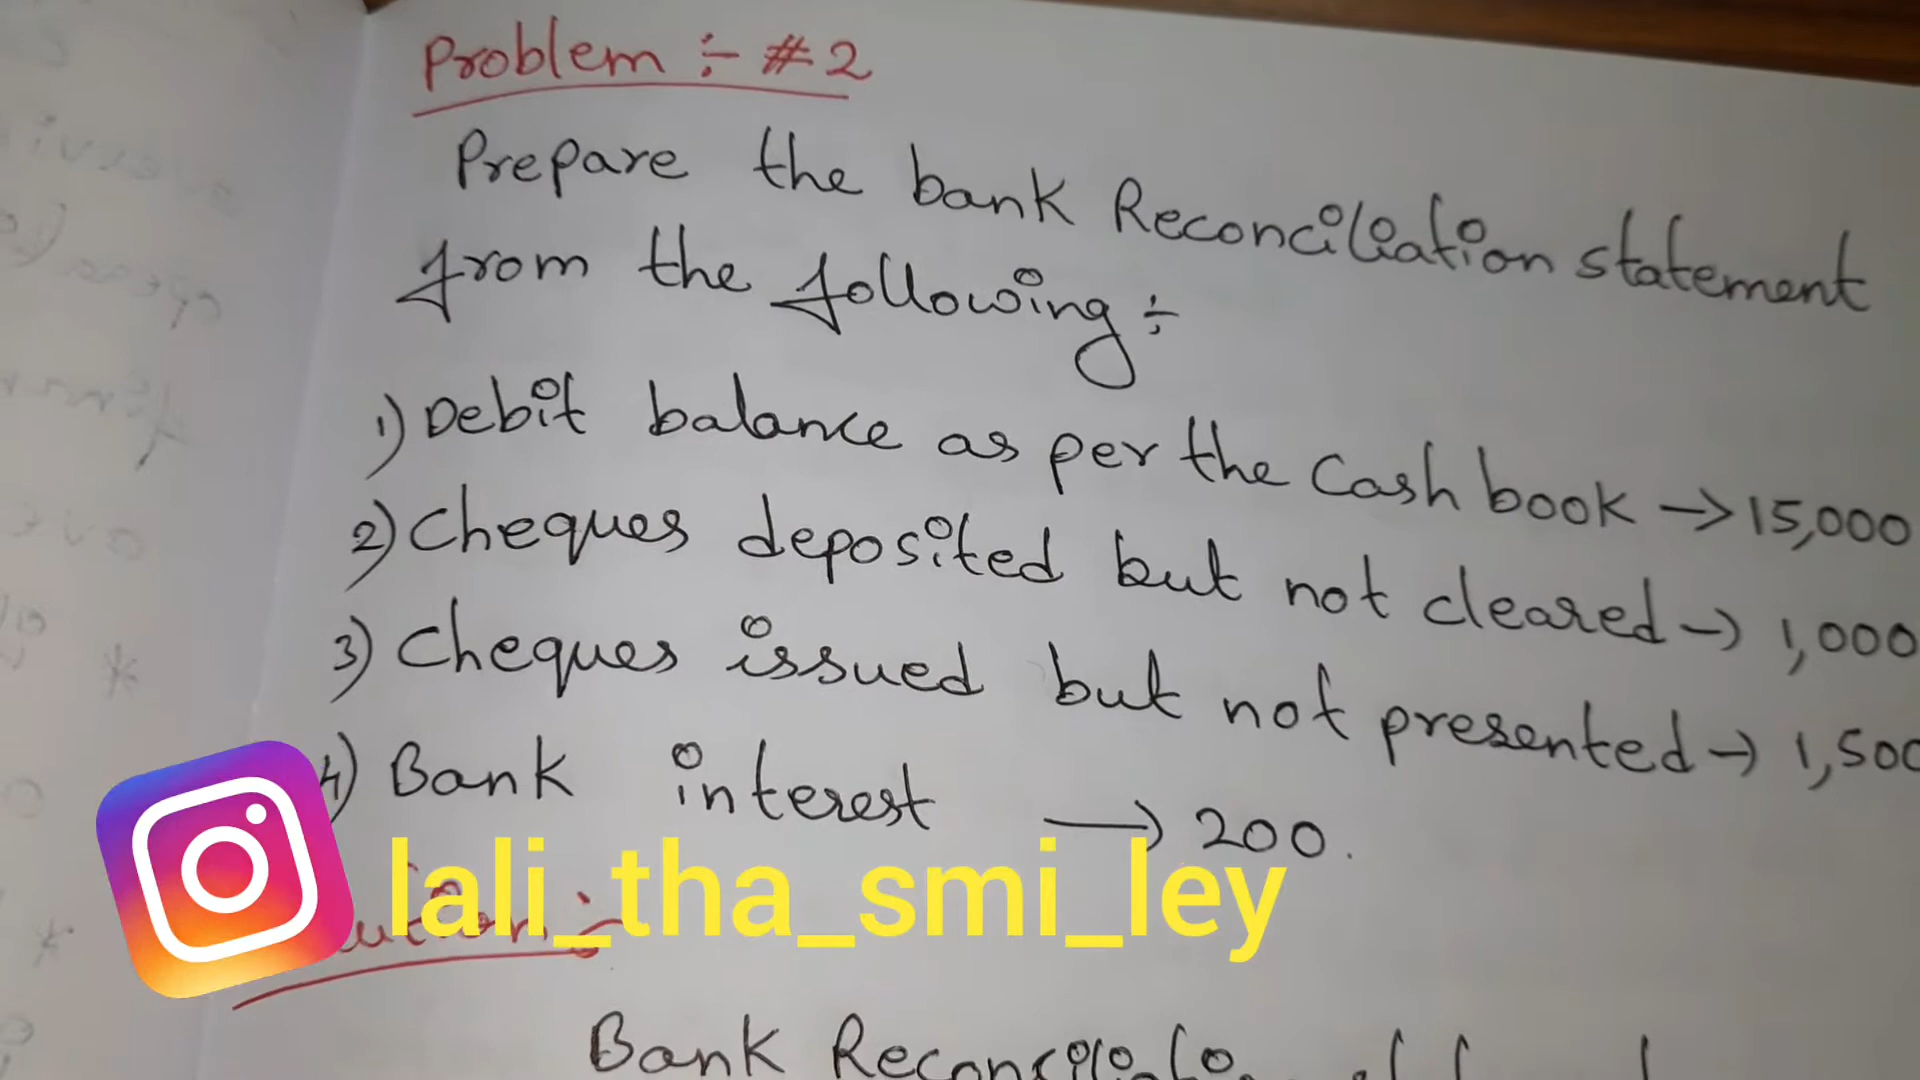 Problem :- #2
Prepare the bank Reconciliation statement
from the following :-
1) Debit balance as per the Cash book → 15,000
2) Cheques deposited but not cleared → 1,000
3) Cheques issued but not presented → 1,500
4) Bank interest → 200.
lali_tha_smi_ley
Bank